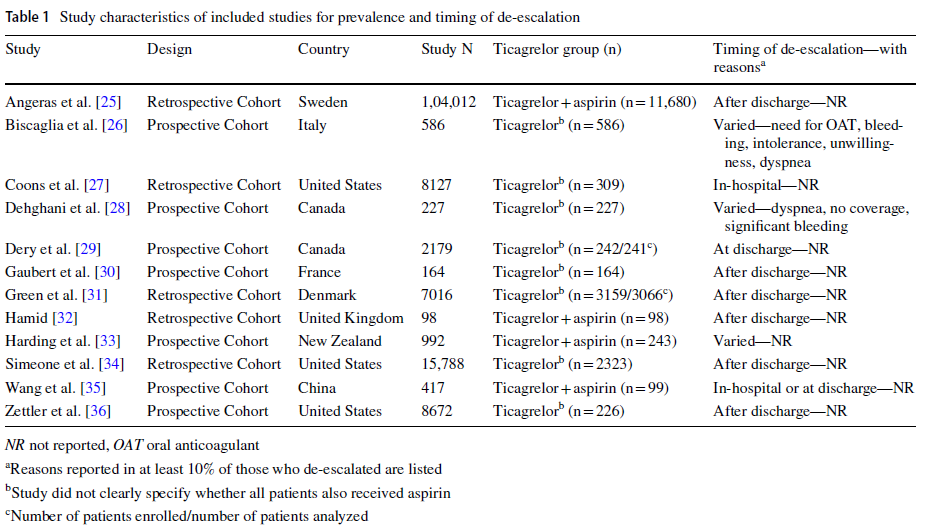 Table 1 Study characteristics of included studies for prevalence and timing of de-escalation
Study Design Country Study N Ticagrelor group (n) Timing of de-escalation—with
reasonsᵃ
Angeras et al. [25] Retrospective Cohort Sweden 1,04,012 Ticagrelor + aspirin (n = 11,680) After discharge—NR
Biscaglia et al. [26] Prospective Cohort Italy 586 Ticagrelorᵇ (n = 586) Varied—need for OAT, bleed-
ing, intolerance, unwilling-
ness, dyspnea
Coons et al. [27] Retrospective Cohort United States 8127 Ticagrelorᵇ (n = 309) In-hospital—NR
Dehghani et al. [28] Prospective Cohort Canada 227 Ticagrelorᵇ (n = 227) Varied—dyspnea, no coverage,
significant bleeding
Dery et al. [29] Prospective Cohort Canada 2179 Ticagrelorᵇ (n = 242/241ᶜ) At discharge—NR
Gaubert et al. [30] Prospective Cohort France 164 Ticagrelorᵇ (n = 164) After discharge—NR
Green et al. [31] Retrospective Cohort Denmark 7016 Ticagrelorᵇ (n = 3159/3066ᶜ) After discharge—NR
Hamid [32] Retrospective Cohort United Kingdom 98 Ticagrelor + aspirin (n = 98) After discharge—NR
Harding et al. [33] Prospective Cohort New Zealand 992 Ticagrelor + aspirin (n = 243) Varied—NR
Simeone et al. [34] Retrospective Cohort United States 15,788 Ticagrelorᵇ (n = 2323) After discharge—NR
Wang et al. [35] Prospective Cohort China 417 Ticagrelor + aspirin (n = 99) In-hospital or at discharge—NR
Zettler et al. [36] Prospective Cohort United States 8672 Ticagrelorᵇ (n = 226) After discharge—NR
NR not reported, OAT oral anticoagulant
ᵃReasons reported in at least 10% of those who de-escalated are listed
ᵇStudy did not clearly specify whether all patients also received aspirin
ᶜNumber of patients enrolled/number of patients analyzed